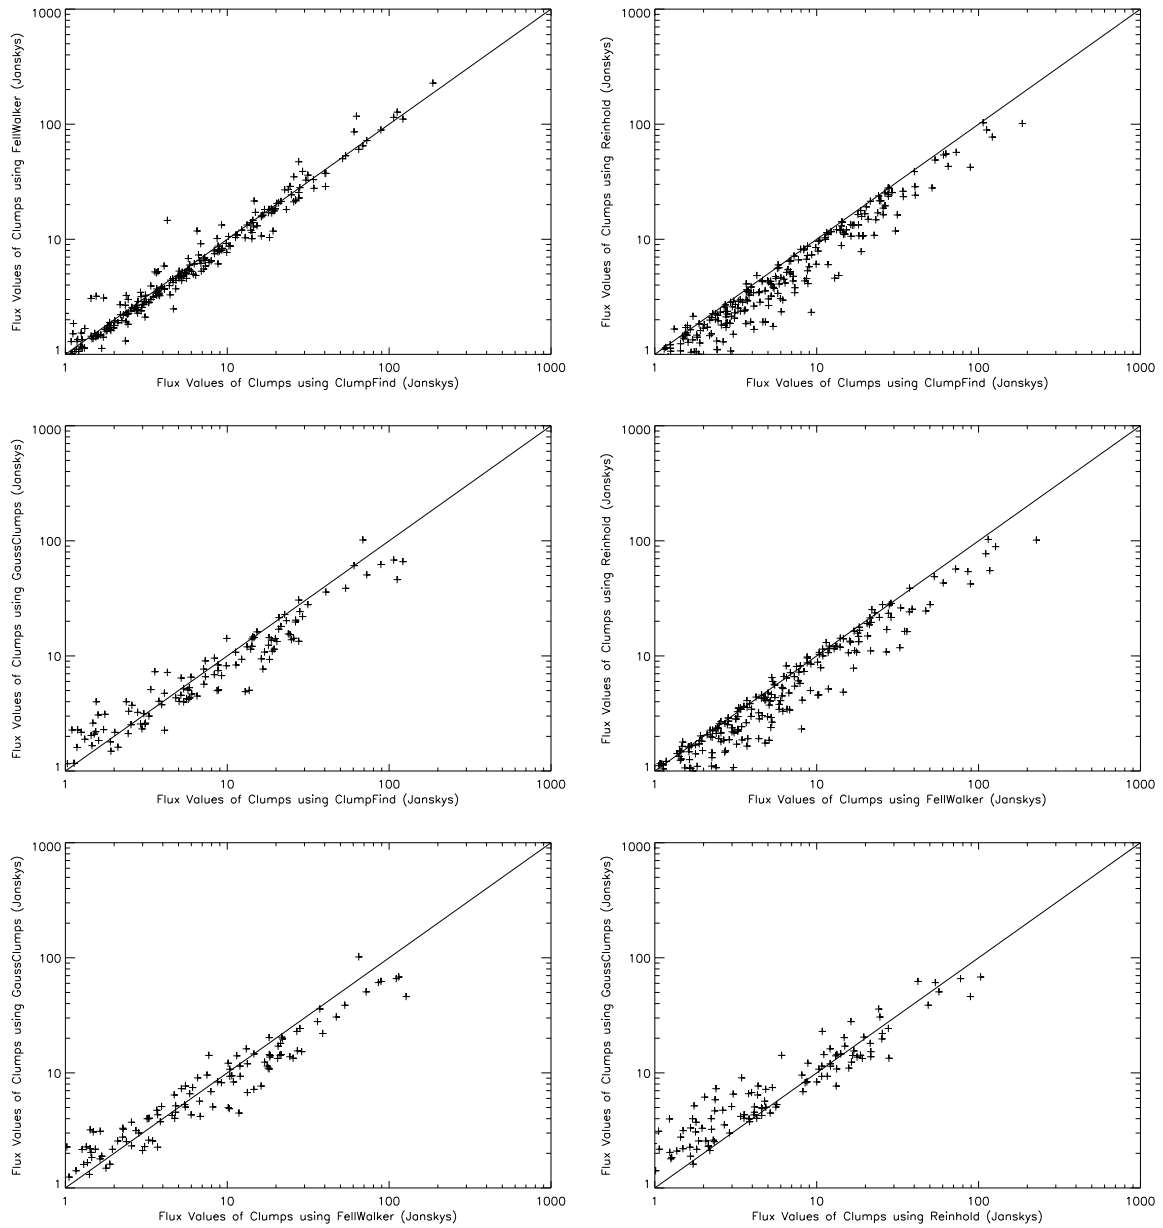 1000
100
10
1
1 10 100 1000
Flux Values of Clumps using FellWalker (Janskys)
Flux Values of Clumps using ClumpFind (Janskys)
1000
100
10
1
1 10 100 1000
Flux Values of Clumps using Reinhold (Janskys)
Flux Values of Clumps using ClumpFind (Janskys)
1000
100
10
1
1 10 100 1000
Flux Values of Clumps using GaussClumps (Janskys)
Flux Values of Clumps using ClumpFind (Janskys)
1000
100
10
1
1 10 100 1000
Flux Values of Clumps using Reinhold (Janskys)
Flux Values of Clumps using FellWalker (Janskys)
1000
100
10
1
1 10 100 1000
Flux Values of Clumps using GaussClumps (Janskys)
Flux Values of Clumps using FellWalker (Janskys)
1000
100
10
1
1 10 100 1000
Flux Values of Clumps using GaussClumps (Janskys)
Flux Values of Clumps using Reinhold (Janskys)